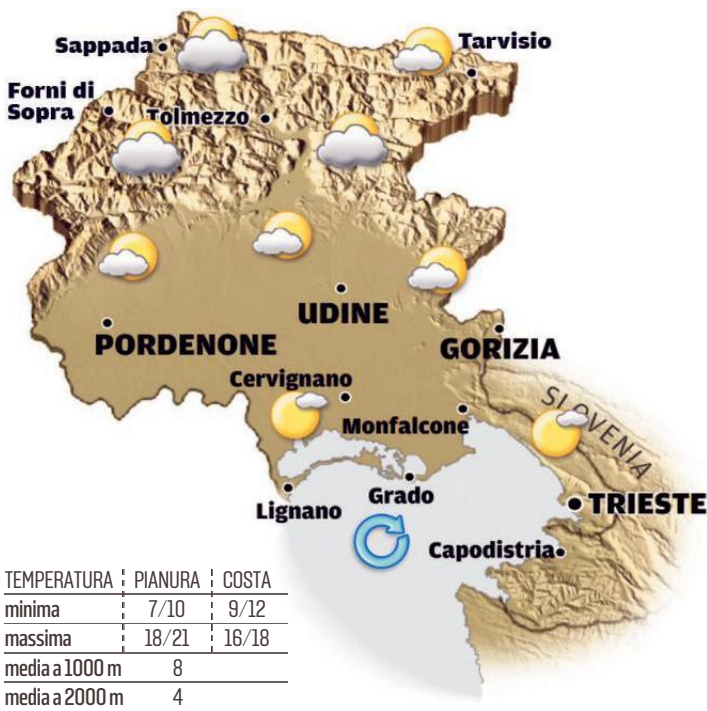 Sappada
Tarvisio
Forni di
Sopra
Tolmezzo
UDINE
PORDENONE
GORIZIA
Cervignano
SLOVENIA
Monfalcone
Grado
Lignano
TRIESTE
Capodistria
TEMPERATURA PIANURA COSTA
minima 7/10 9/12
massima 18/21 16/18
media a 1000 m 8
media a 2000 m 4